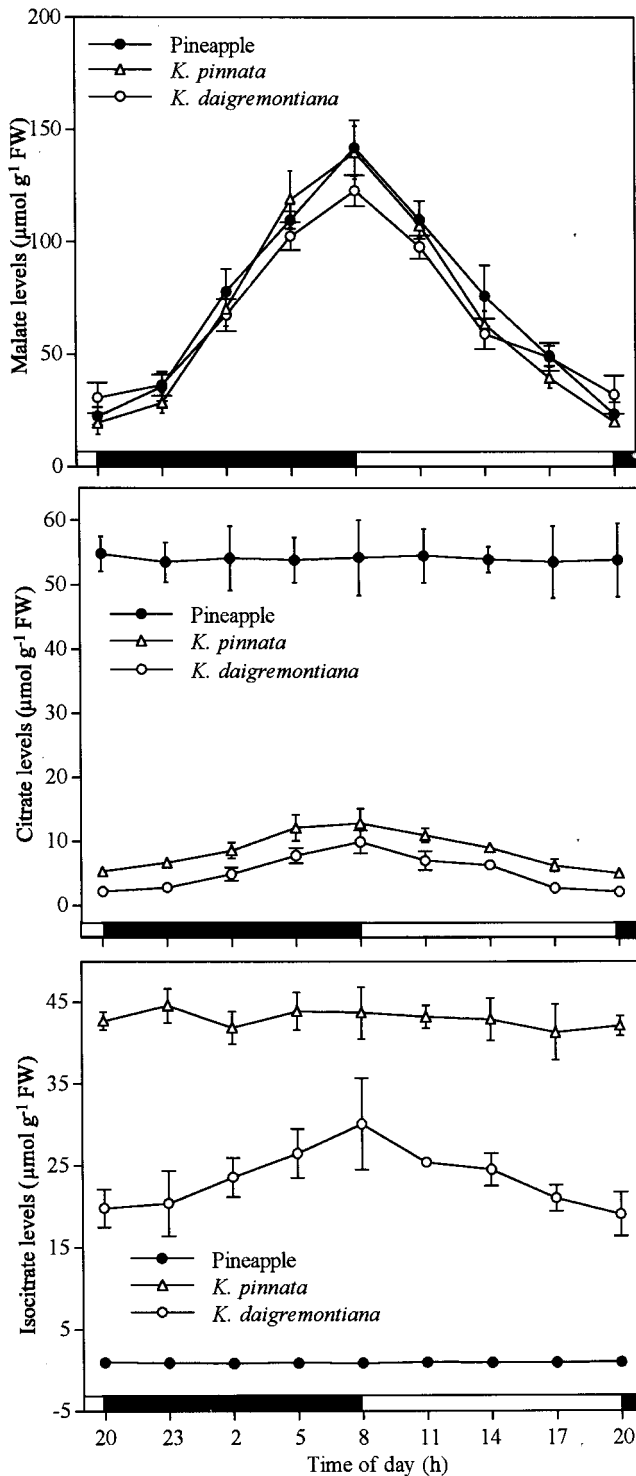 200
150
100
50
0
Malate levels (µmol g⁻¹ FW)
Pineapple
K. pinnata
K. daigremontiana
60
50
40
30
20
10
0
Citrate levels (µmol g⁻¹ FW)
Pineapple
K. pinnata
K. daigremontiana
45
35
25
15
5
-5
Isocitrate levels (µmol g⁻¹ FW)
Pineapple
K. pinnata
K. daigremontiana
20 23 2 5 8 11 14 17 20
Time of day (h)